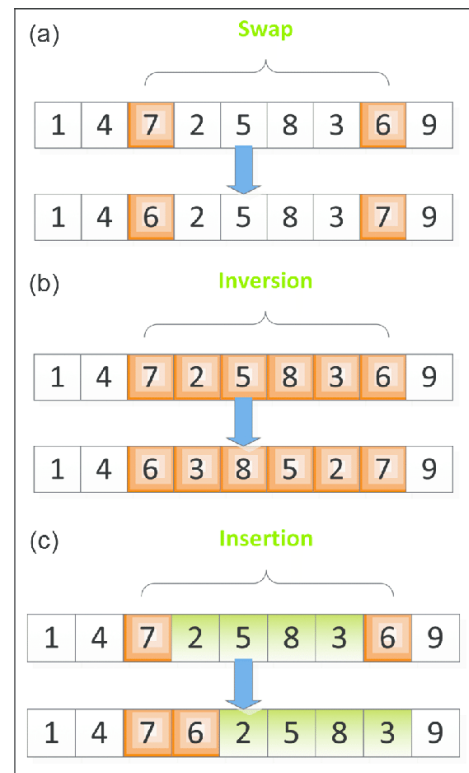 (a)
Swap
1 4 7 2 5 8 3 6 9
1 4 6 2 5 8 3 7 9
(b)
Inversion
1 4 7 2 5 8 3 6 9
1 4 6 3 8 5 2 7 9
(c)
Insertion
1 4 7 2 5 8 3 6 9
1 4 7 6 2 5 8 3 9